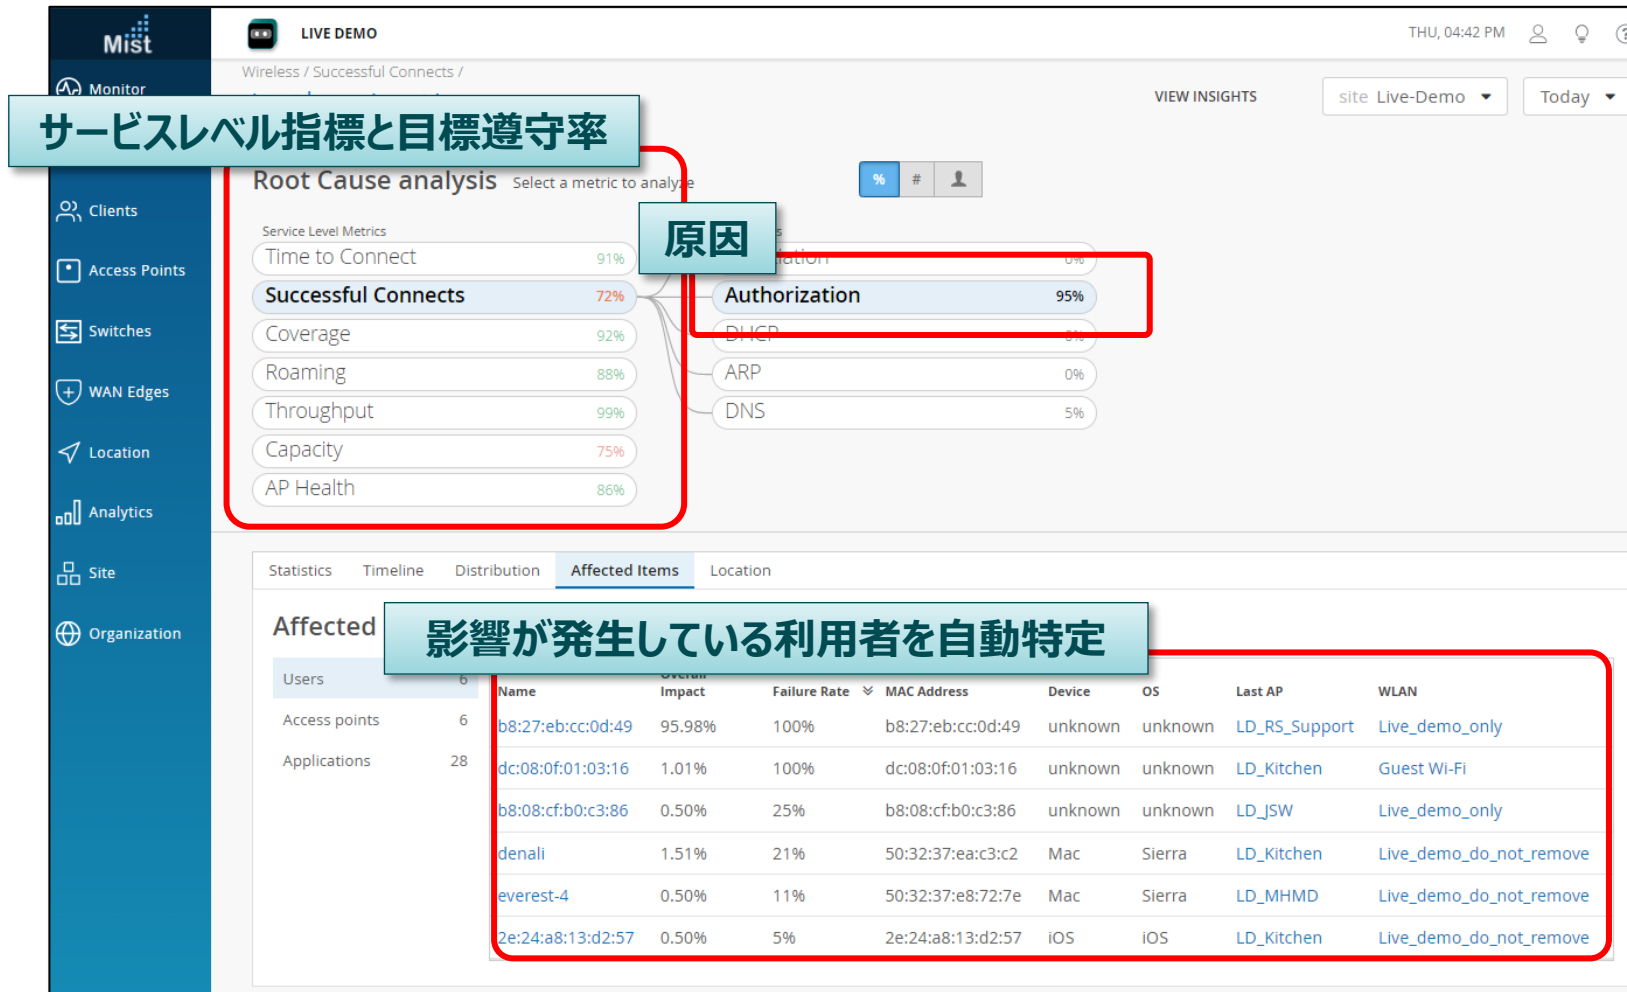 Mist
LIVE DEMO
THU, 04:42 PM
Monitor
Wireless / Successful Connects /
VIEW INSIGHTS
site Live-Demo
Today
サービスレベル指標と目標遵守率
Root Cause analysis Select a metric to analyze
% #
Clients
Service Level Metrics
原因
Time to Connect 91%
0%
Access Points
Successful Connects 72%
Authorization 95%
Switches
Coverage 92%
DHCP 0%
Roaming 88%
ARP 0%
WAN Edges
Throughput 99%
DNS 5%
Location
Capacity 75%
AP Health 86%
Analytics
Site
Statistics Timeline Distribution Affected Items Location
Organization
Affected
影響が発生している利用者を自動特定
Users 6
Access points 6
Applications 28
Name Overall Impact Failure Rate MAC Address Device OS Last AP WLAN
b8:27:eb:cc:0d:49 95.98% 100% b8:27:eb:cc:0d:49 unknown unknown LD_RS_Support Live_demo_only
dc:08:0f:01:03:16 1.01% 100% dc:08:0f:01:03:16 unknown unknown LD_Kitchen Guest Wi-Fi
b8:08:cf:b0:c3:86 0.50% 25% b8:08:cf:b0:c3:86 unknown unknown LD_JSW Live_demo_only
denali 1.51% 21% 50:32:37:ea:c3:c2 Mac Sierra LD_Kitchen Live_demo_do_not_remove
everest-4 0.50% 11% 50:32:37:e8:72:7e Mac Sierra LD_MHMD Live_demo_do_not_remove
2e:24:a8:13:d2:57 0.50% 5% 2e:24:a8:13:d2:57 iOS iOS LD_Kitchen Live_demo_do_not_remove